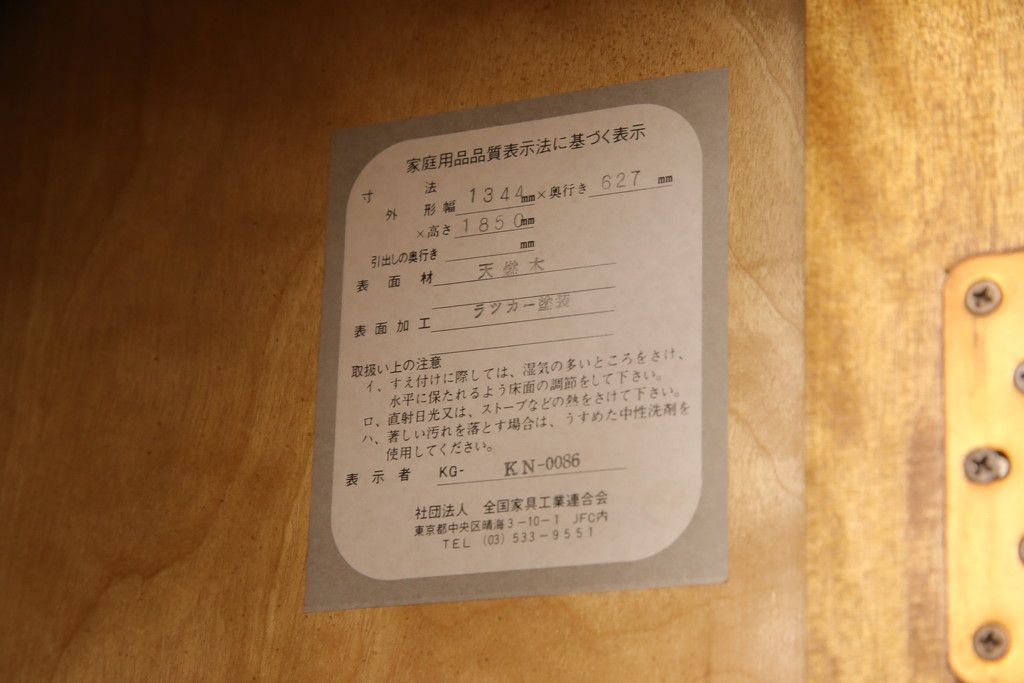 家庭用品品質表示法に基づく表示
寸 法
外 形 幅 1344mm×奥行き 627 mm
×高さ 1850mm
引出しの奥行き mm
表 面 材 天然木
表 面 加 工 ラツカー塗装
取扱い上の注意
イ、すえ付けに際しては、湿気の多いところをさけ、
水平に保たれるよう床面の調節をして下さい。
ロ、直射日光又は、ストーブなどの熱をさけて下さい。
ハ、著しい汚れを落とす場合は、うすめた中性洗剤を
使用してください。
表 示 者 KG- KN-0086
社団法人 全国家具工業連合会
東京都中央区晴海3-10-1 JFC内
TEL (03)533-9551